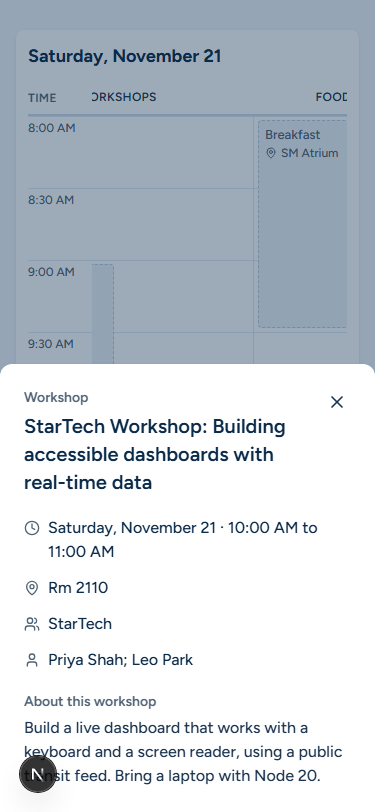 Saturday, November 21
TIME
ORKSHOPS
FOOD
8:00 AM
Breakfast
SM Atrium
8:30 AM
9:00 AM
9:30 AM
Workshop
StarTech Workshop: Building
accessible dashboards with
real-time data
Saturday, November 21 · 10:00 AM to
11:00 AM
Rm 2110
StarTech
Priya Shah; Leo Park
About this workshop
Build a live dashboard that works with a
keyboard and a screen reader, using a public
transit feed. Bring a laptop with Node 20.
N